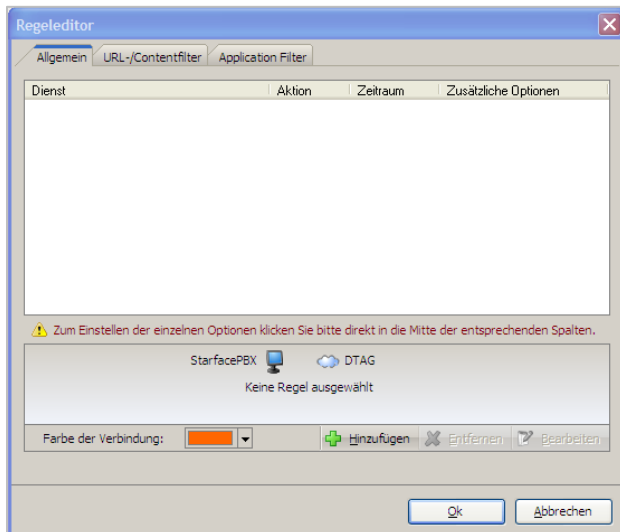 Regeleditor
Allgemein URL-/Contentfilter Application Filter
Dienst Aktion Zeitraum Zusätzliche Optionen
Zum Einstellen der einzelnen Optionen klicken Sie bitte direkt in die Mitte der entsprechenden Spalten.
StarfacePBX DTAG
Keine Regel ausgewählt
Farbe der Verbindung: Hinzufügen Entfernen Bearbeiten
Ok Abbrechen